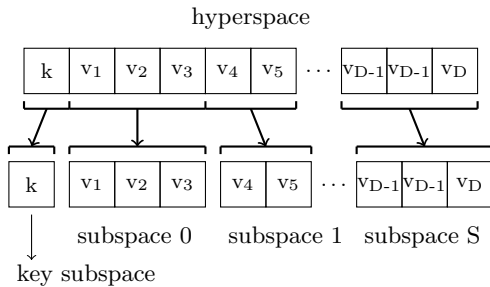 hyperspace
k v1 v2 v3 v4 v5 ... vD-1 vD-1 vD
k v1 v2 v3 v4 v5 ... vD-1 vD-1 vD
subspace 0 subspace 1 subspace S
key subspace